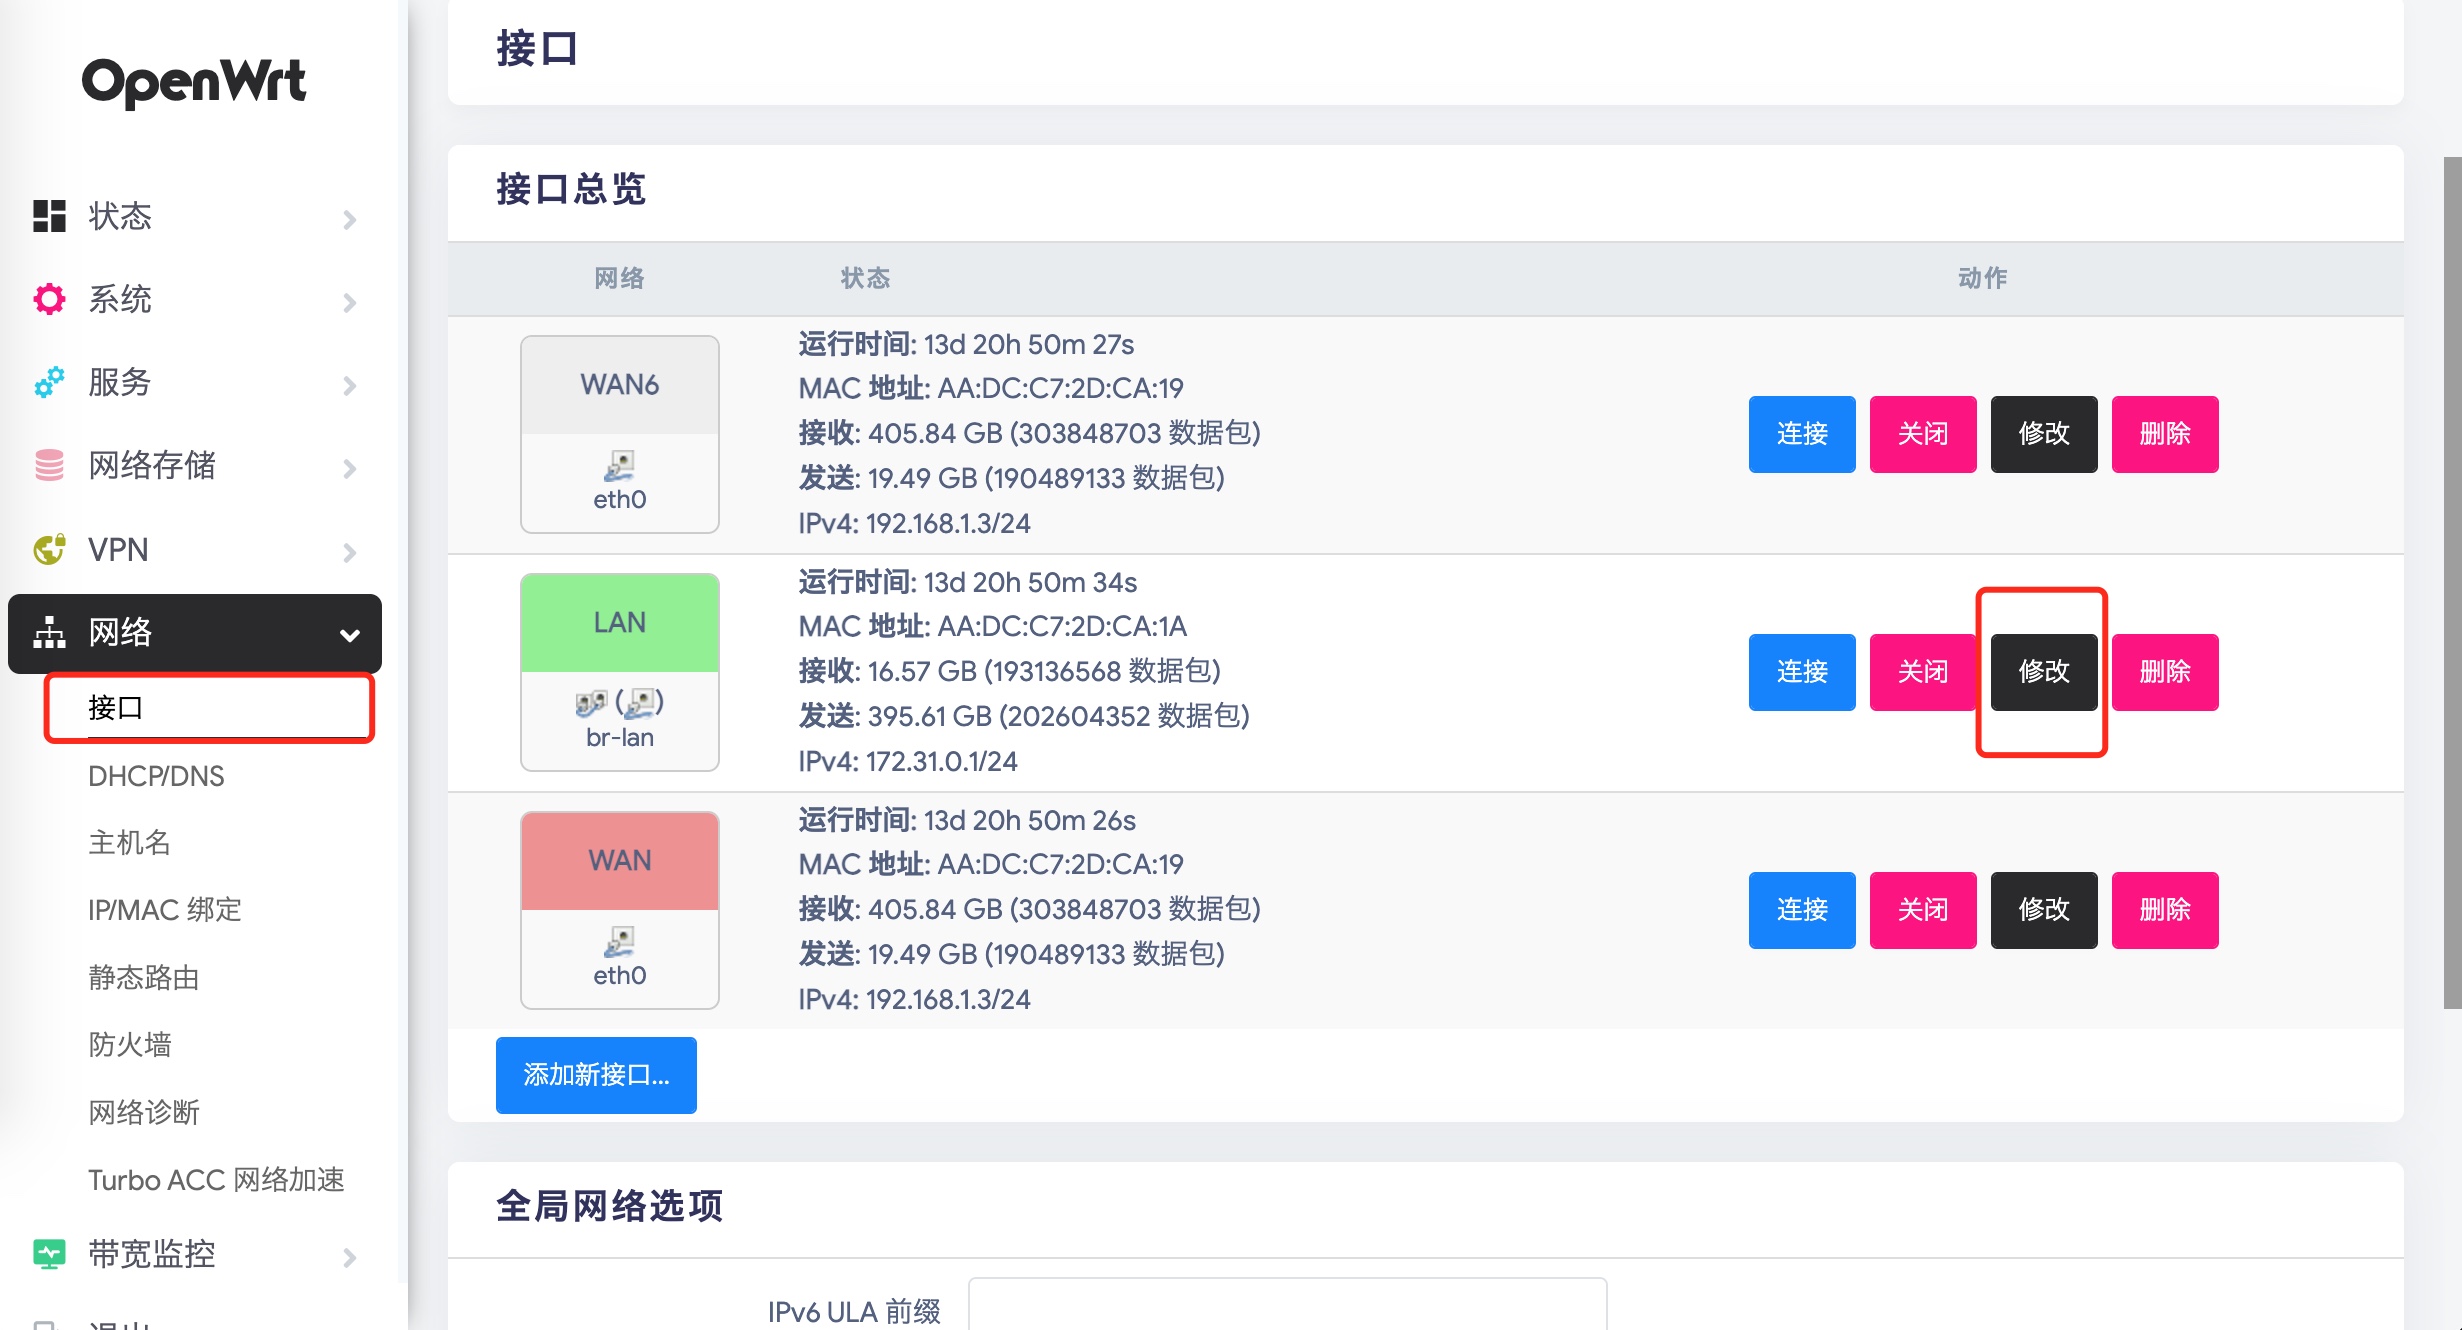 OpenWrt
状态
系统
服务
网络存储
VPN
网络
接口
DHCP/DNS
主机名
IP/MAC 绑定
静态路由
防火墙
网络诊断
Turbo ACC 网络加速
带宽监控
退出
接口
接口总览
网络 状态 动作
WAN6
eth0
运行时间: 13d 20h 50m 27s
MAC 地址: AA:DC:C7:2D:CA:19
接收: 405.84 GB (303848703 数据包)
发送: 19.49 GB (190489133 数据包)
IPv4: 192.168.1.3/24
连接 关闭 修改 删除
LAN
( )
br-lan
运行时间: 13d 20h 50m 34s
MAC 地址: AA:DC:C7:2D:CA:1A
接收: 16.57 GB (193136568 数据包)
发送: 395.61 GB (202604352 数据包)
IPv4: 172.31.0.1/24
连接 关闭 修改 删除
WAN
eth0
运行时间: 13d 20h 50m 26s
MAC 地址: AA:DC:C7:2D:CA:19
接收: 405.84 GB (303848703 数据包)
发送: 19.49 GB (190489133 数据包)
IPv4: 192.168.1.3/24
连接 关闭 修改 删除
添加新接口...
全局网络选项
IPv6 ULA 前缀